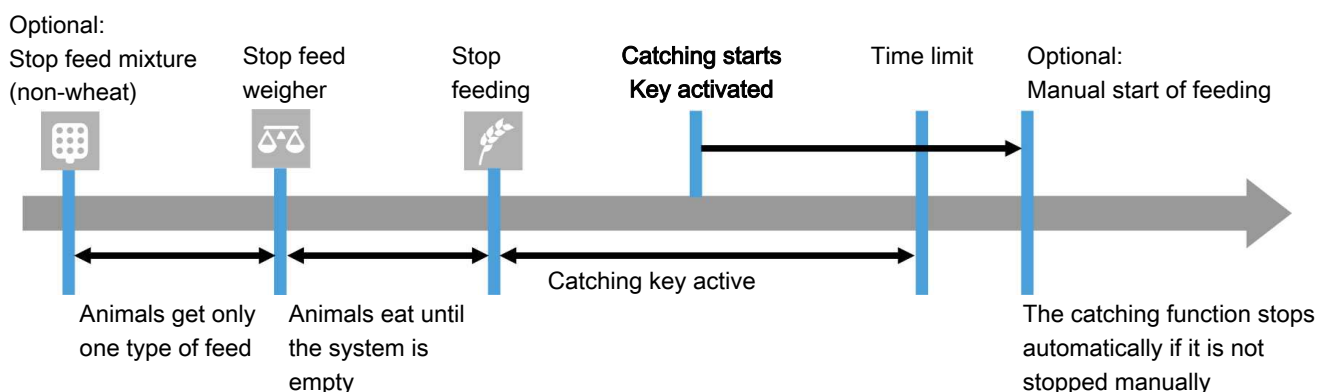 Optional:
Stop feed mixture
(non-wheat)
Stop feed
weigher
Stop
feeding
Catching starts
Key activated
Time limit
Optional:
Manual start of feeding
Catching key active
Animals get only
one type of feed
Animals eat until
the system is
empty
The catching function stops
automatically if it is not
stopped manually